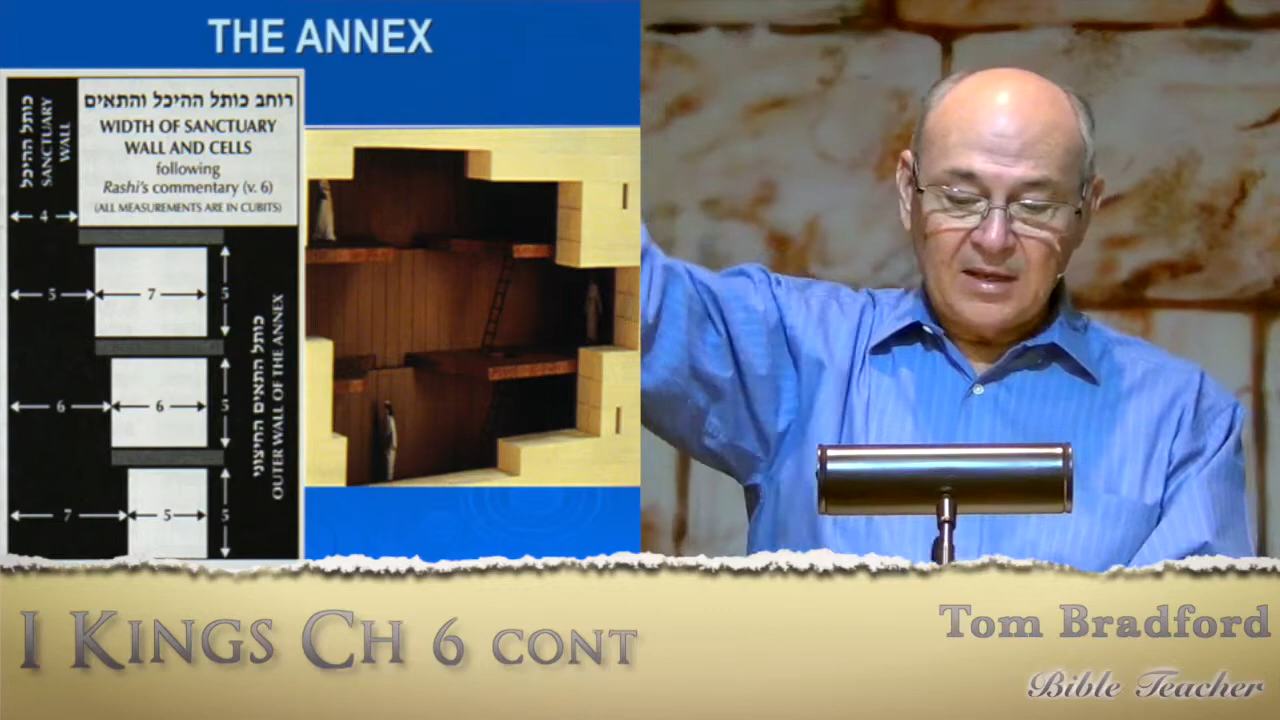 THE ANNEX
רוחב כותל ההיכל והתאים
WIDTH OF SANCTUARY
WALL AND CELLS
following
Rashi's commentary (v. 6)
(ALL MEASUREMENTS ARE IN CUBITS)
כותל ההיכל
SANCTUARY
WALL
4
5
7
5
6
6
5
7
5
5
כותל התאים החיצוני
OUTER WALL OF THE ANNEX
I KINGS CH 6 CONT
Tom Bradford
Bible Teacher